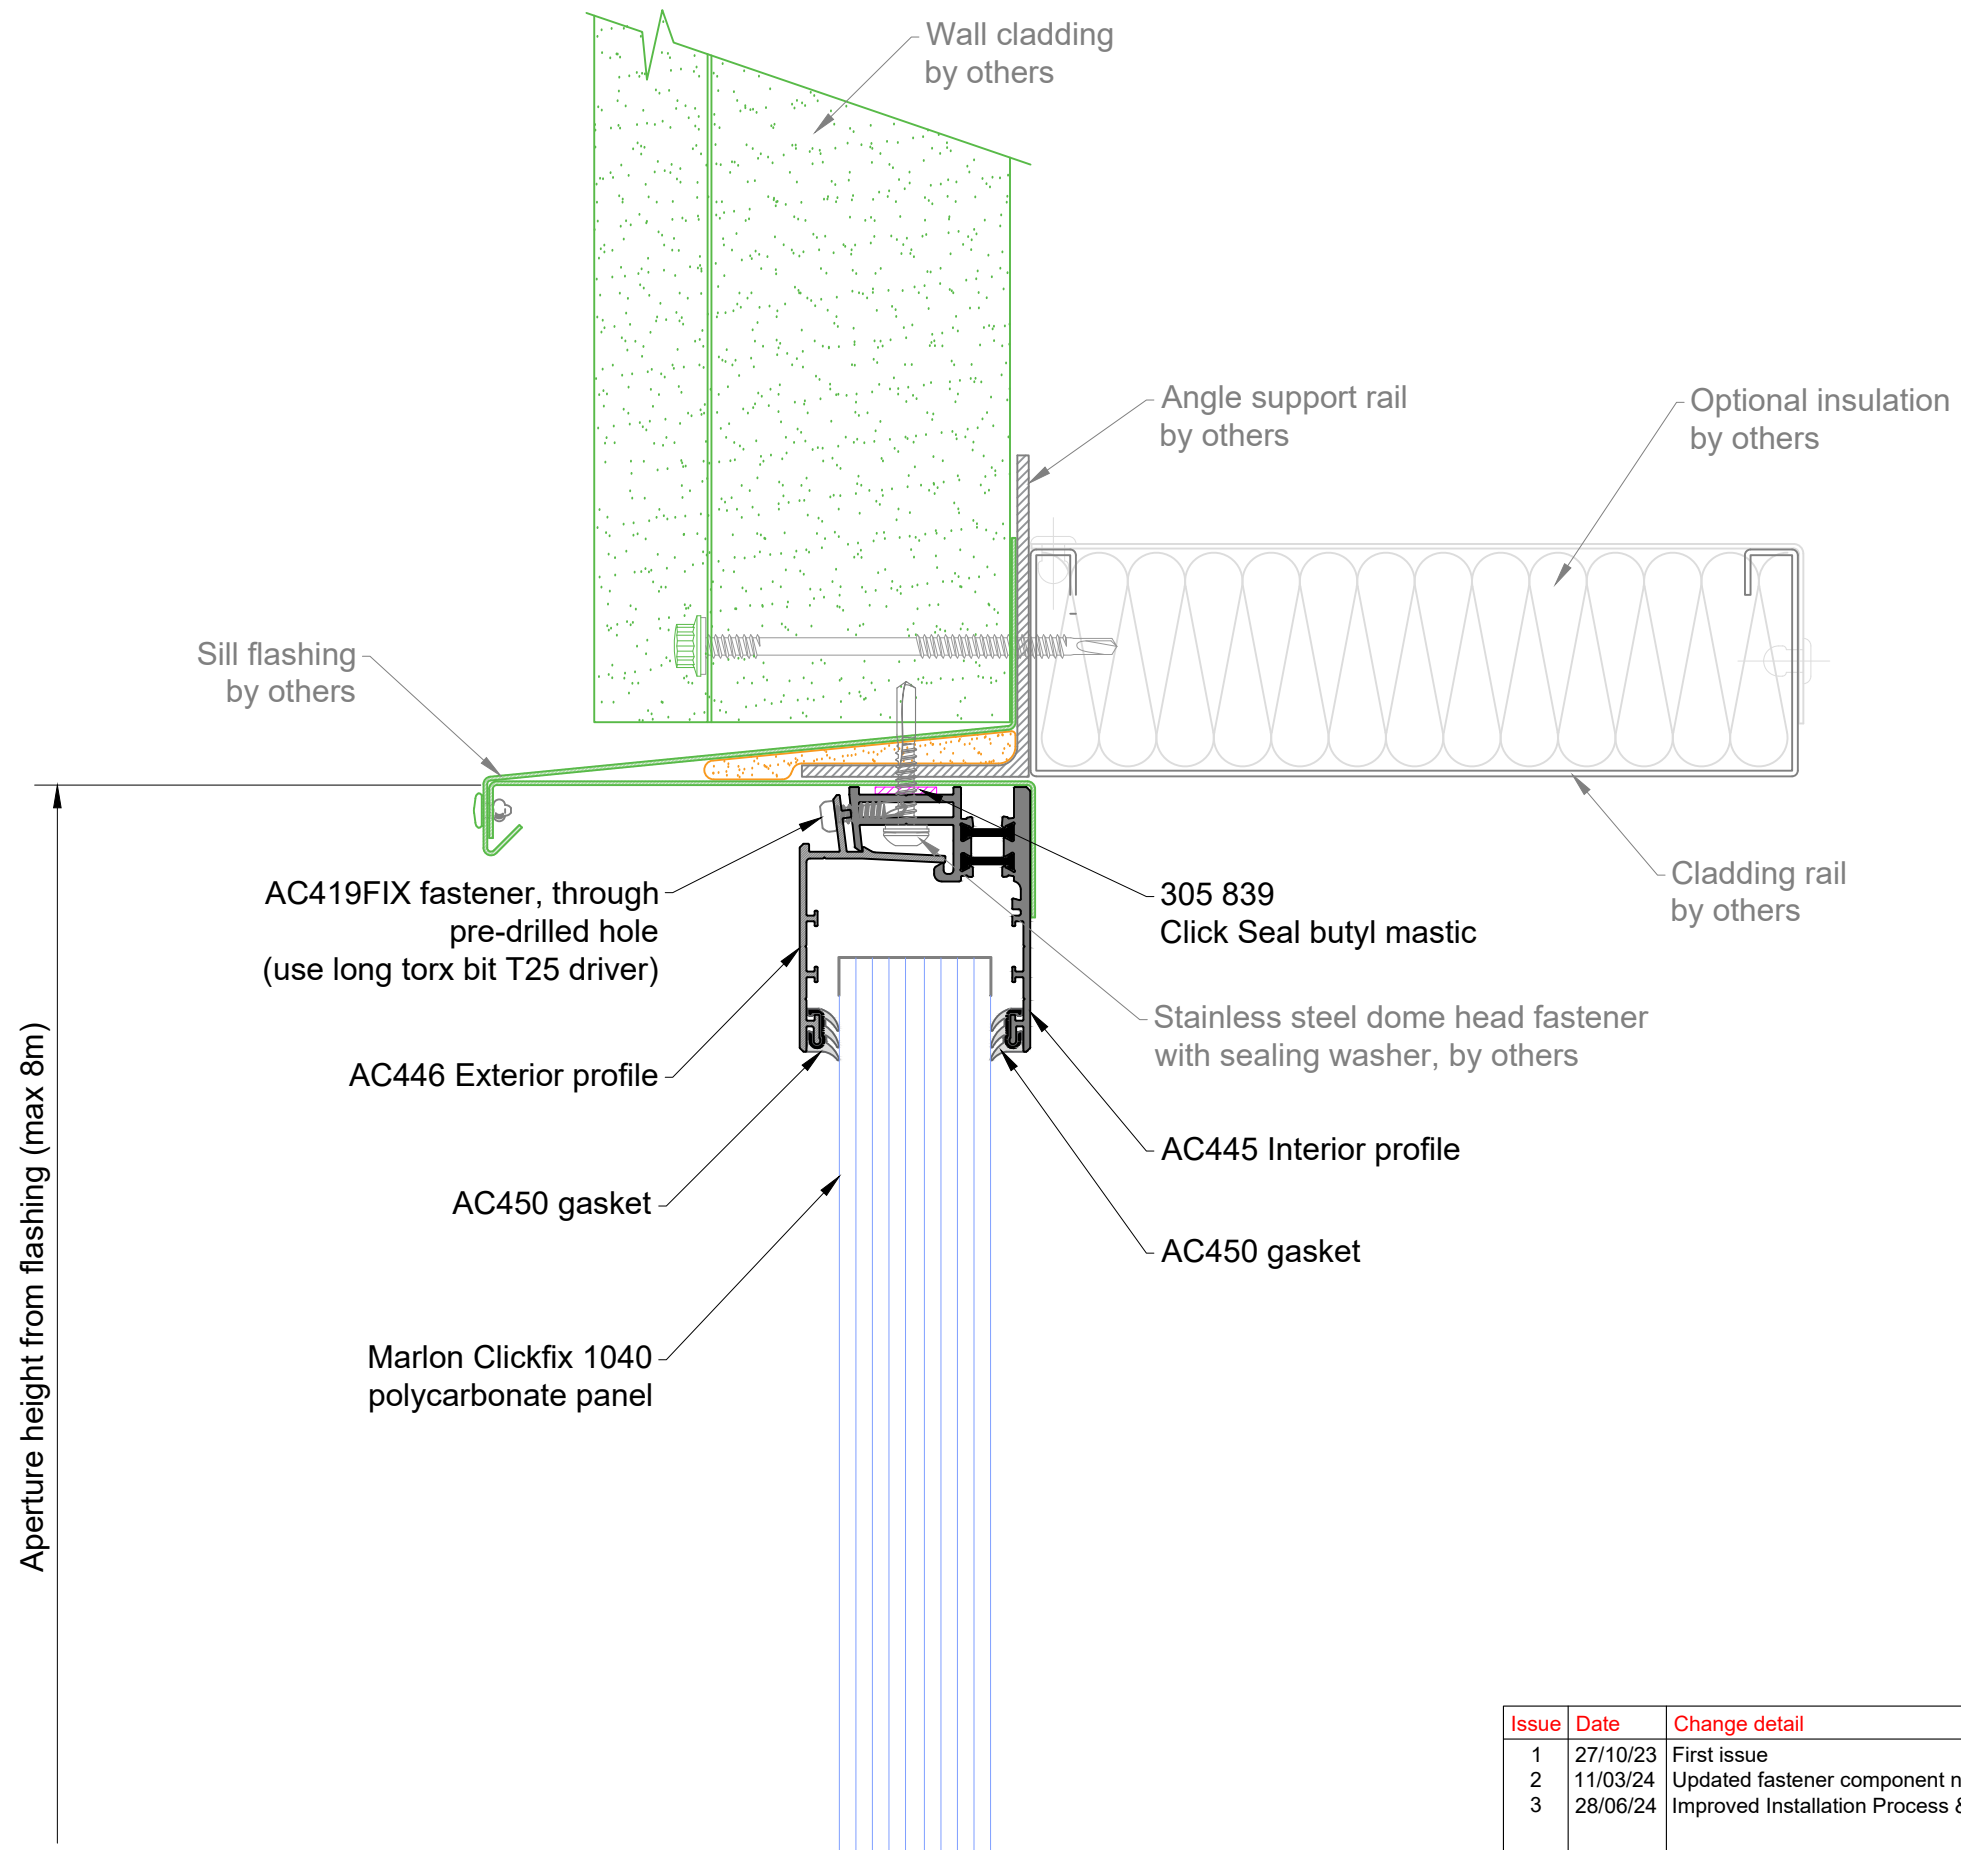 Wall cladding
by others
Angle support rail
by others
Optional insulation
by others
Sill flashing
by others
Cladding rail
by others
AC419FIX fastener, through
pre-drilled hole
(use long torx bit T25 driver)
305 839
Click Seal butyl mastic
Stainless steel dome head fastener
with sealing washer, by others
AC446 Exterior profile
AC445 Interior profile
AC450 gasket
AC450 gasket
Marlon Clickfix 1040
polycarbonate panel
Aperture height from flashing (max 8m)
Issue Date Change detail
1 27/10/23 First issue
2 11/03/24 Updated fastener component n
3 28/06/24 Improved Installation Process &